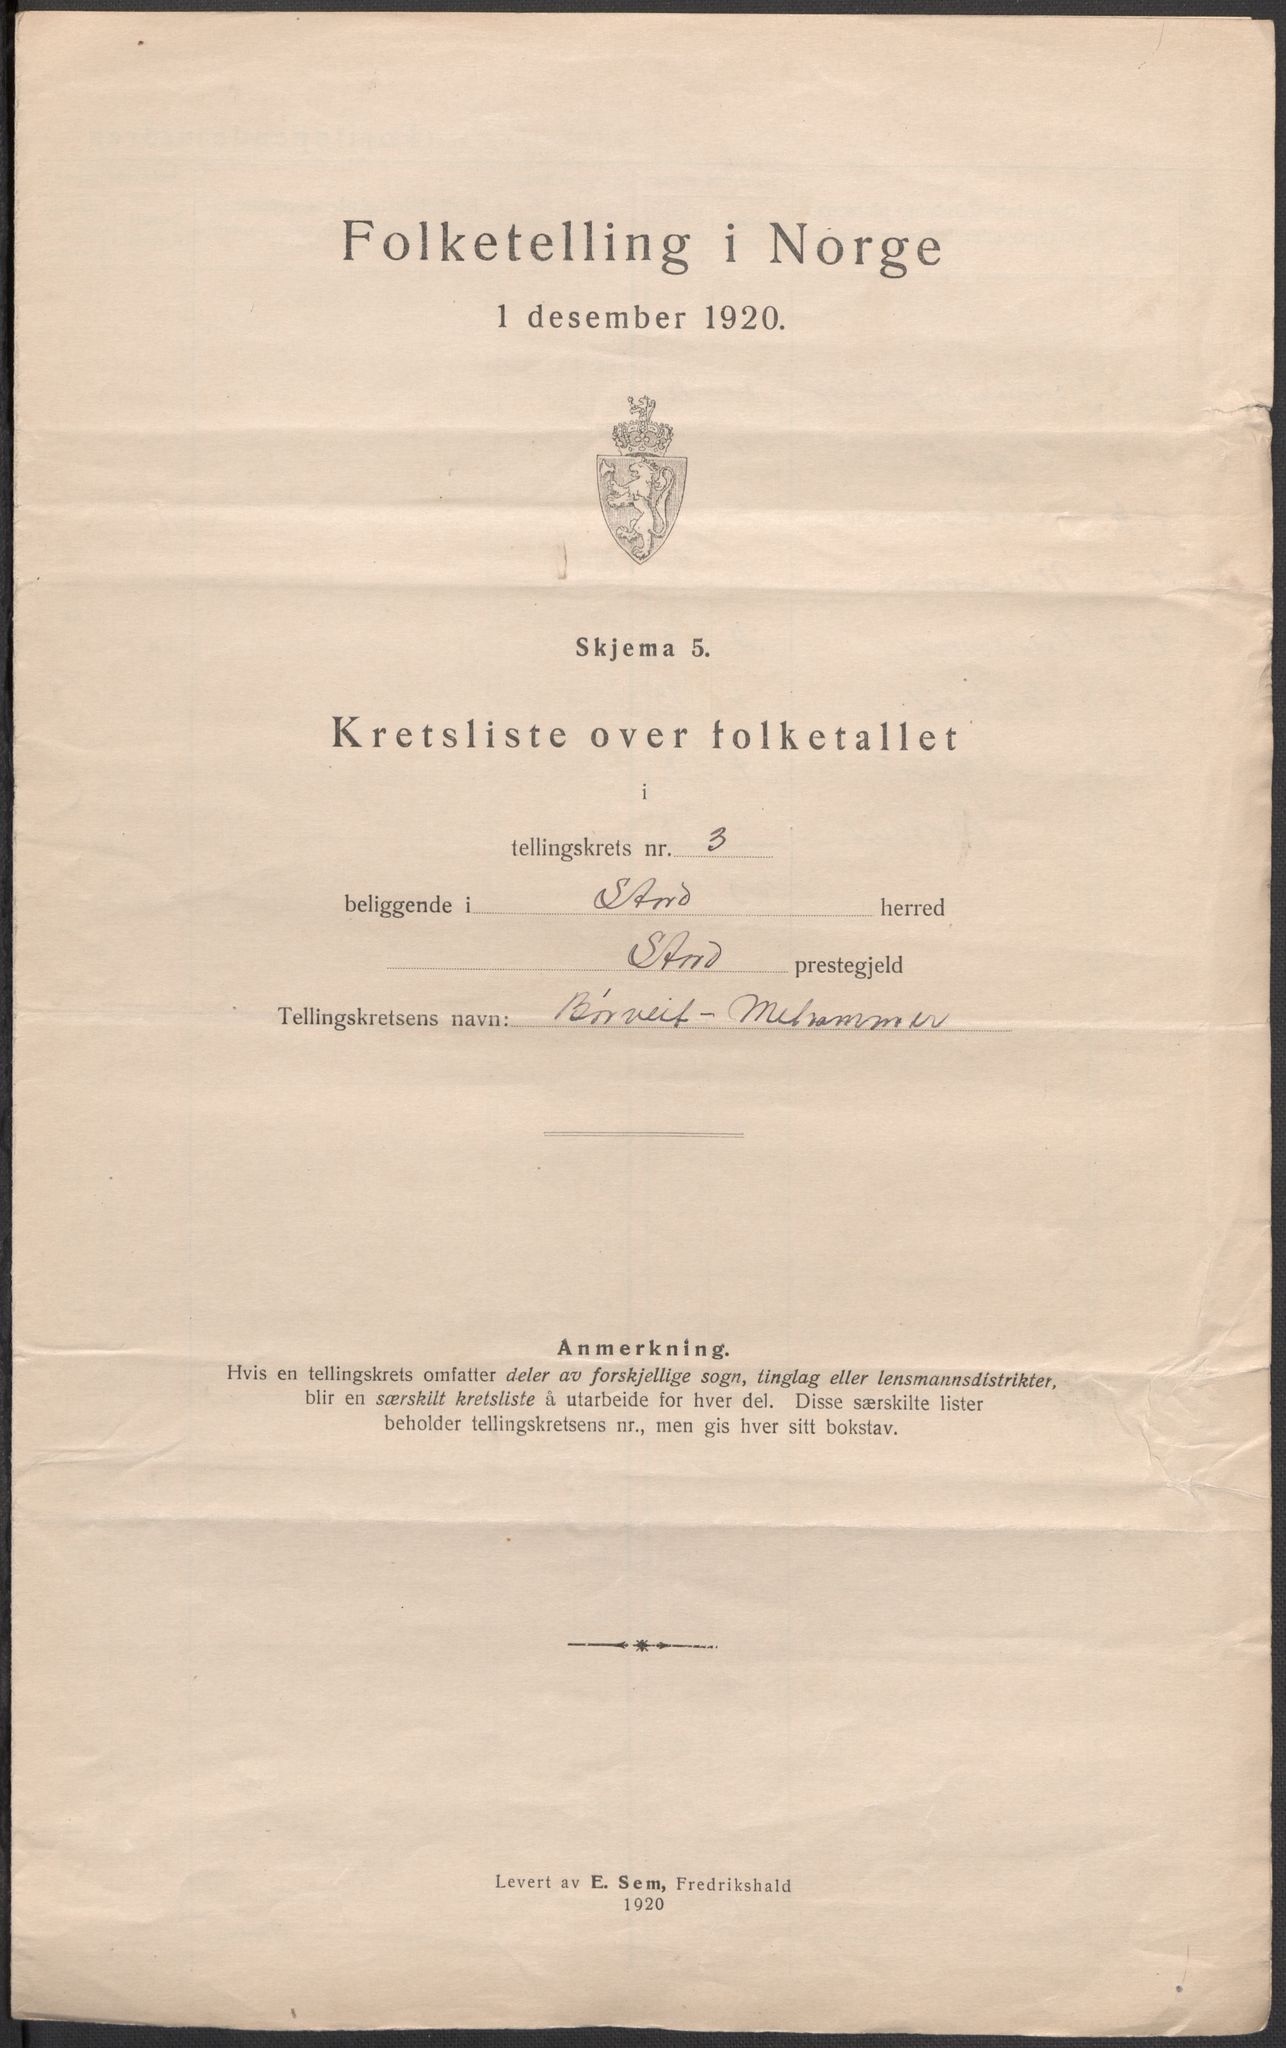 Folketelling i Norge
1 desember 1920.
Skjema 5.
Kretsliste over folketallet
i
tellingskrets nr. 3
beliggende i Stord herred
Stord prestegjeld
Tellingskretsens navn: Børveit - Mehammer
Anmerkning.
Hvis en tellingskrets omfatter deler av forskjellige sogn, tinglag eller lensmannsdistrikter,
blir en særskilt kretsliste å utarbeide for hver del. Disse særskilte lister
beholder tellingskretsens nr., men gis hver sitt bokstav.
Levert av E. Sem, Fredrikshald
1920